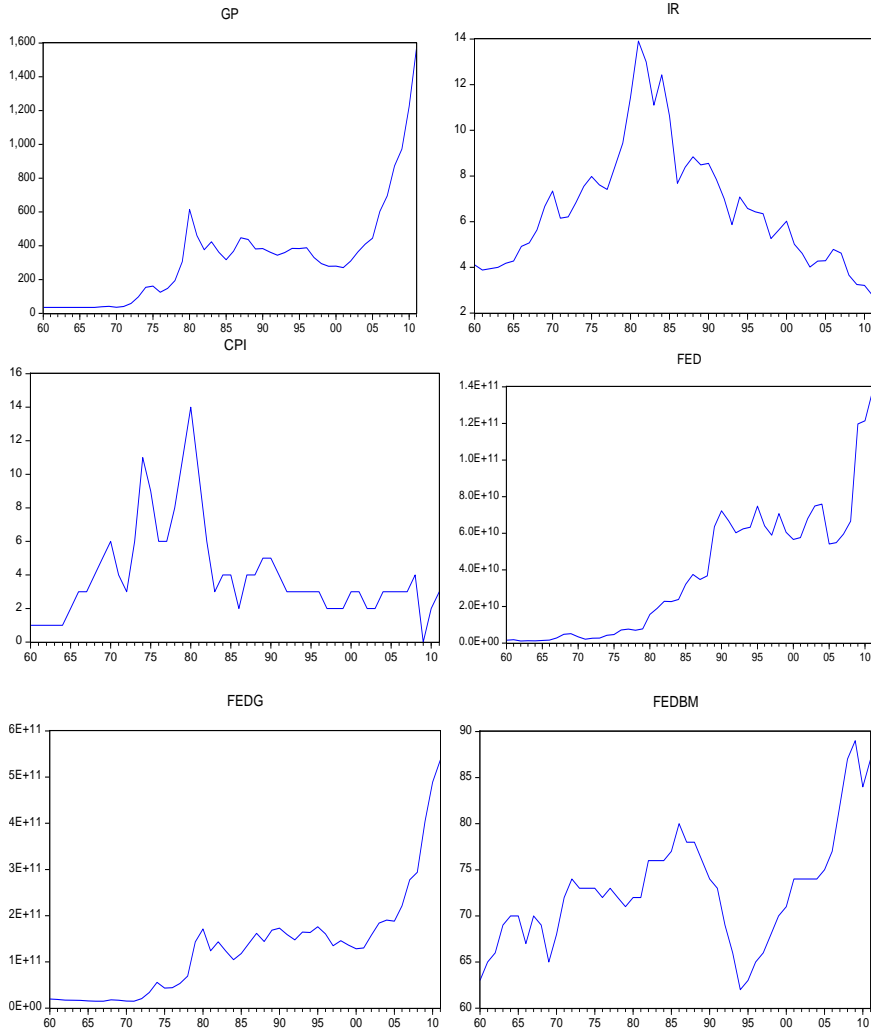 GP
1,600
1,400
1,200
1,000
800
600
400
200
0
60 65 70 75 80 85 90 95 00 05 10
IR
14
12
10
8
6
4
2
60 65 70 75 80 85 90 95 00 05 10
CPI
16
14
12
10
8
6
4
2
0
60 65 70 75 80 85 90 95 00 05 10
FED
1.4E+11
1.2E+11
1.0E+11
8.0E+10
6.0E+10
4.0E+10
2.0E+10
0.0E+00
60 65 70 75 80 85 90 95 00 05 10
FEDG
6E+11
5E+11
4E+11
3E+11
2E+11
1E+11
0E+00
60 65 70 75 80 85 90 95 00 05 10
FEDBM
90
85
80
75
70
65
60
60 65 70 75 80 85 90 95 00 05 10